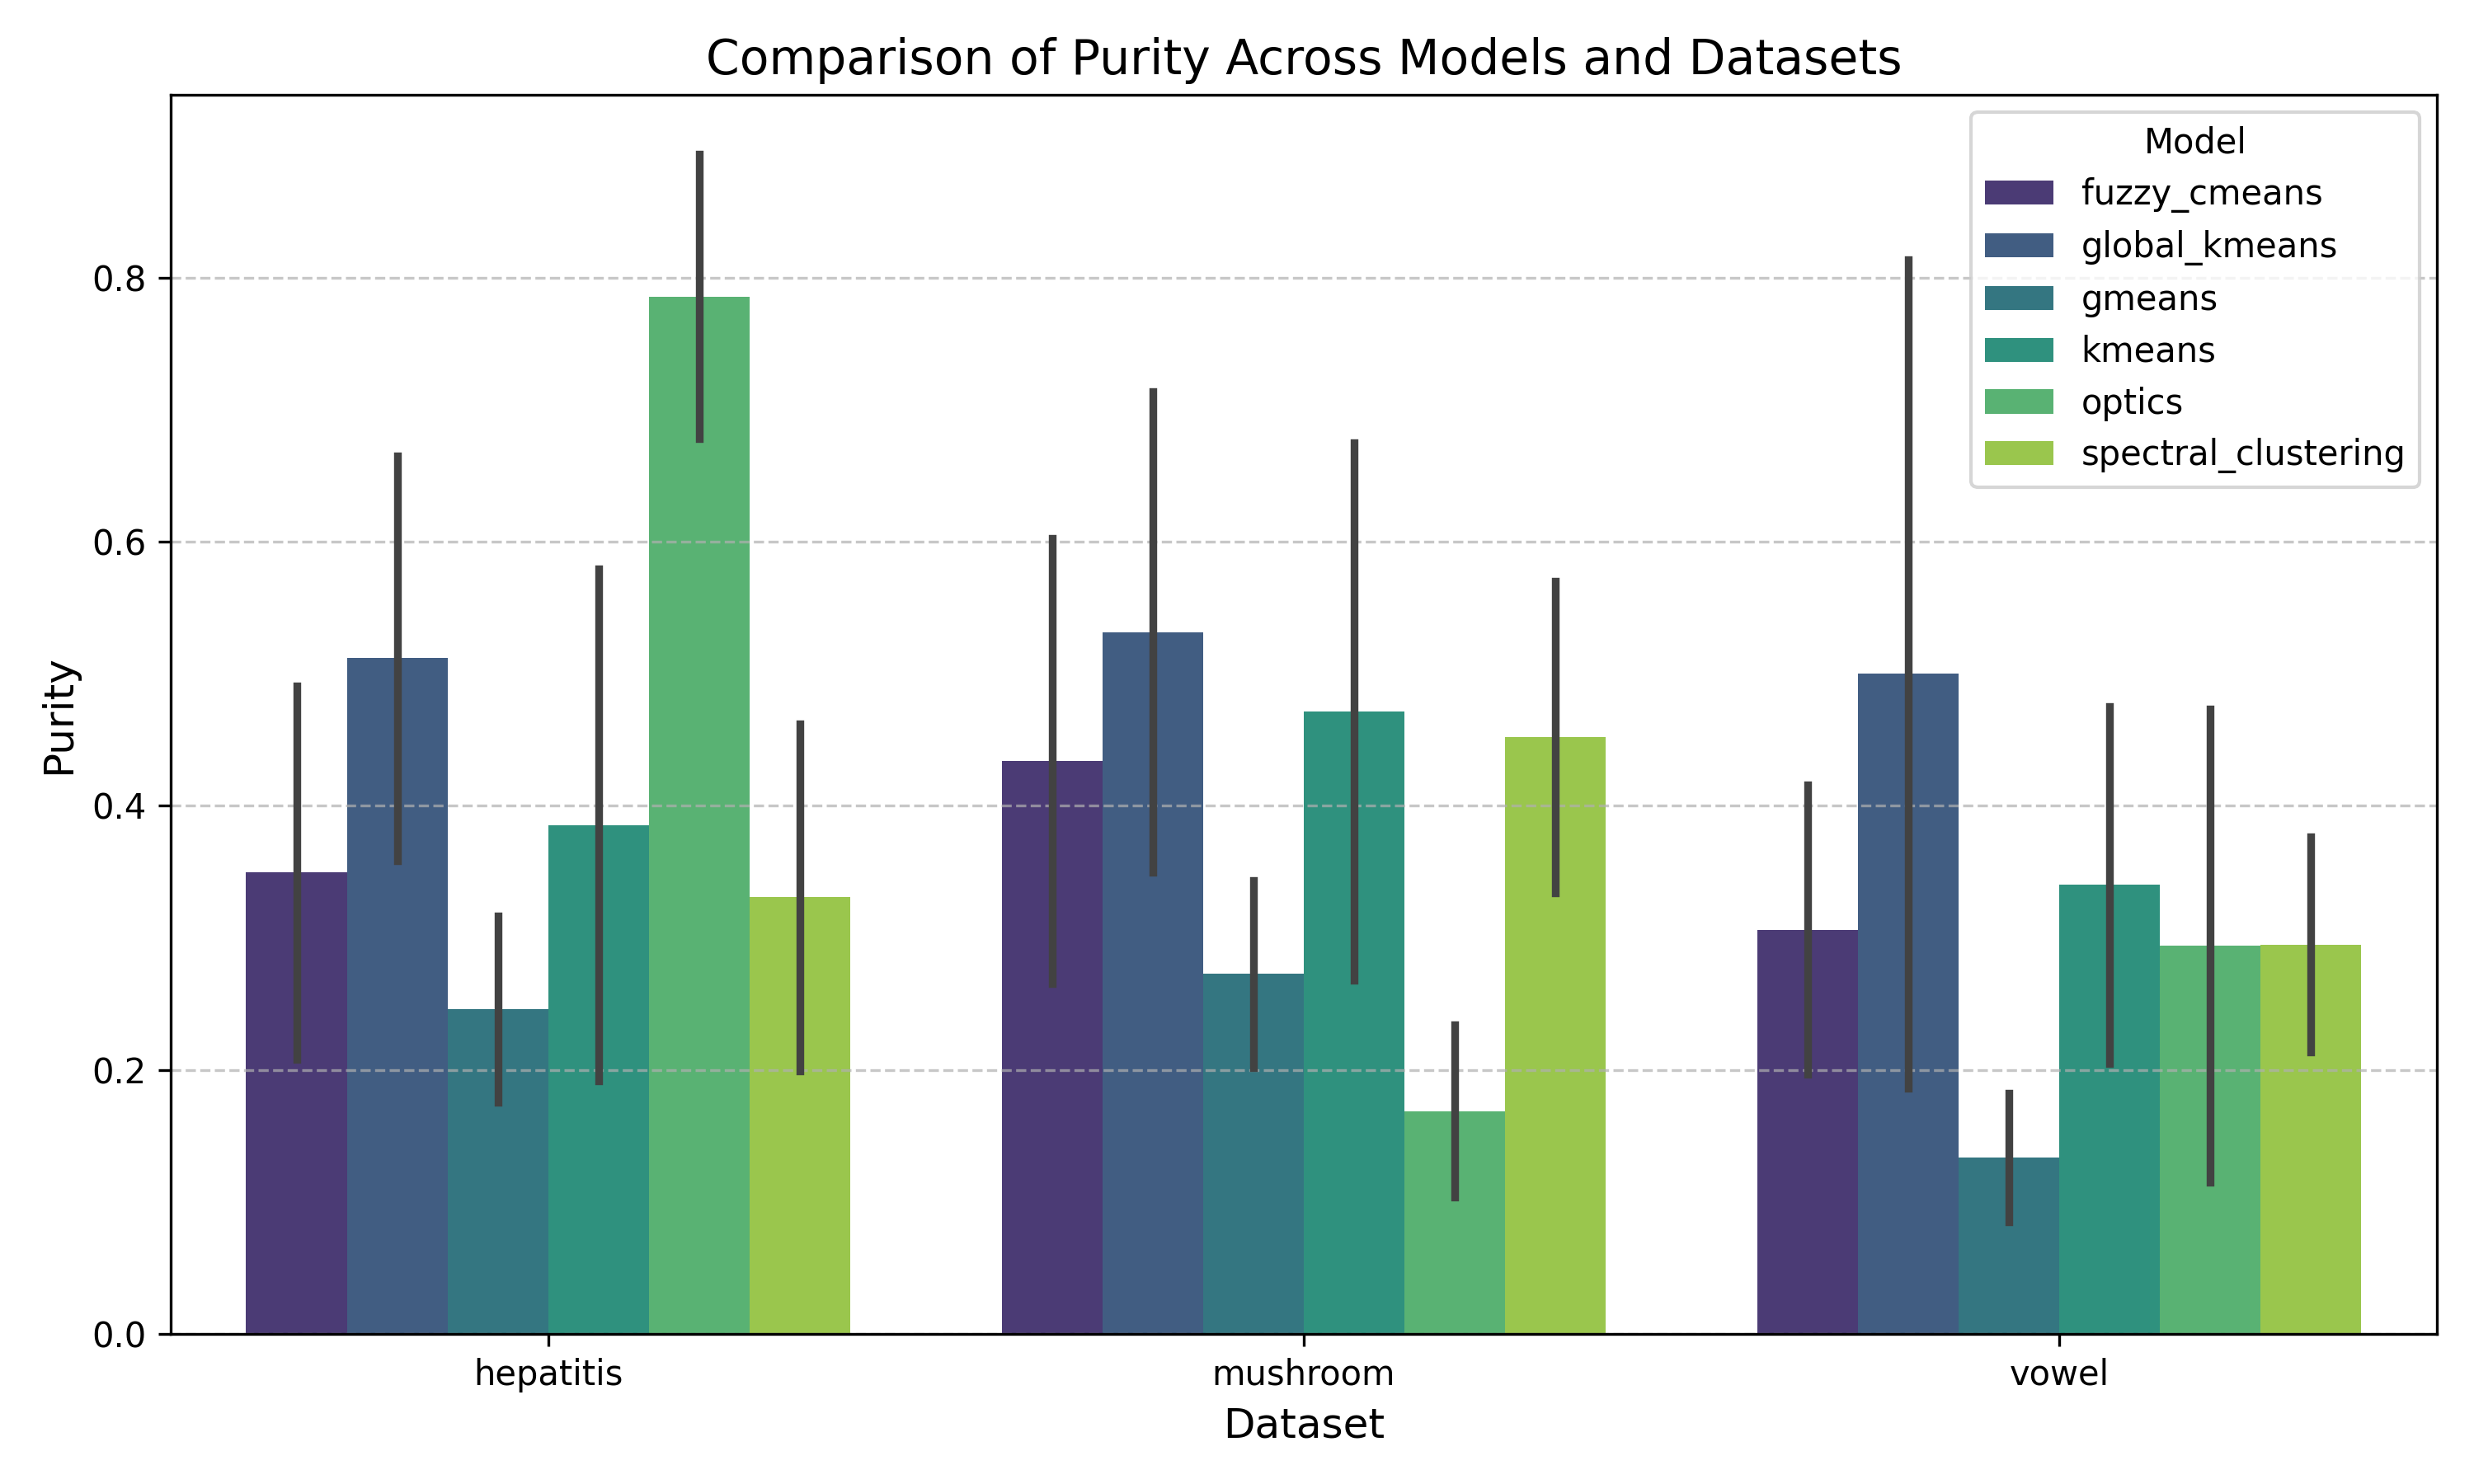 Comparison of Purity Across Models and Datasets
Model
fuzzy_cmeans
global_kmeans
gmeans
kmeans
optics
spectral_clustering
Purity
0.8
0.6
0.4
0.2
0.0
hepatitis
mushroom
vowel
Dataset